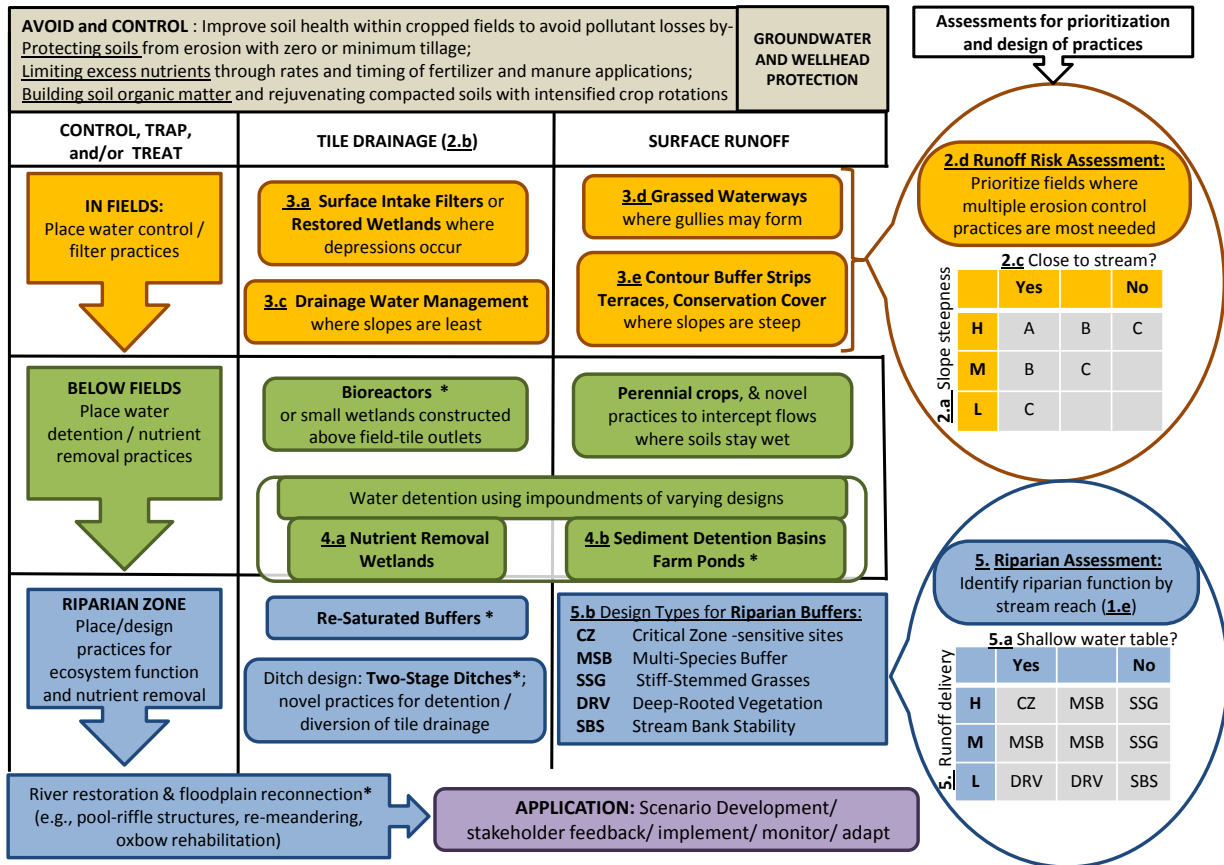 AVOID and CONTROL : Improve soil health within cropped fields to avoid pollutant losses by-
Protecting soils from erosion with zero or minimum tillage;
Limiting excess nutrients through rates and timing of fertilizer and manure applications;
Building soil organic matter and rejuvenating compacted soils with intensified crop rotations
GROUNDWATER
AND WELLHEAD
PROTECTION
Assessments for prioritization
and design of practices
CONTROL, TRAP,
and/or TREAT
TILE DRAINAGE (2.b)
SURFACE RUNOFF
IN FIELDS:
Place water control /
filter practices
3.a Surface Intake Filters or
Restored Wetlands where
depressions occur
3.c Drainage Water Management
where slopes are least
3.d Grassed Waterways
where gullies may form
3.e Contour Buffer Strips
Terraces, Conservation Cover
where slopes are steep
2.d Runoff Risk Assessment:
Prioritize fields where
multiple erosion control
practices are most needed
2.c Close to stream?
2.a Slope steepness
Yes No
H A B C
M B C
L C
BELOW FIELDS
Place water
detention / nutrient
removal practices
Bioreactors *
or small wetlands constructed
above field-tile outlets
Perennial crops, & novel
practices to intercept flows
where soils stay wet
Water detention using impoundments of varying designs
4.a Nutrient Removal
Wetlands
4.b Sediment Detention Basins
Farm Ponds *
RIPARIAN ZONE
Place/design
practices for
ecosystem function
and nutrient removal
Re-Saturated Buffers *
Ditch design: Two-Stage Ditches*;
novel practices for detention /
diversion of tile drainage
5.b Design Types for Riparian Buffers:
CZ Critical Zone -sensitive sites
MSB Multi-Species Buffer
SSG Stiff-Stemmed Grasses
DRV Deep-Rooted Vegetation
SBS Stream Bank Stability
5. Riparian Assessment:
Identify riparian function by
stream reach (1.e)
5.a Shallow water table?
5. Runoff delivery
Yes No
H CZ MSB SSG
M MSB MSB SSG
L DRV DRV SBS
River restoration & floodplain reconnection*
(e.g., pool-riffle structures, re-meandering,
oxbow rehabilitation)
APPLICATION: Scenario Development/
stakeholder feedback/ implement/ monitor/ adapt